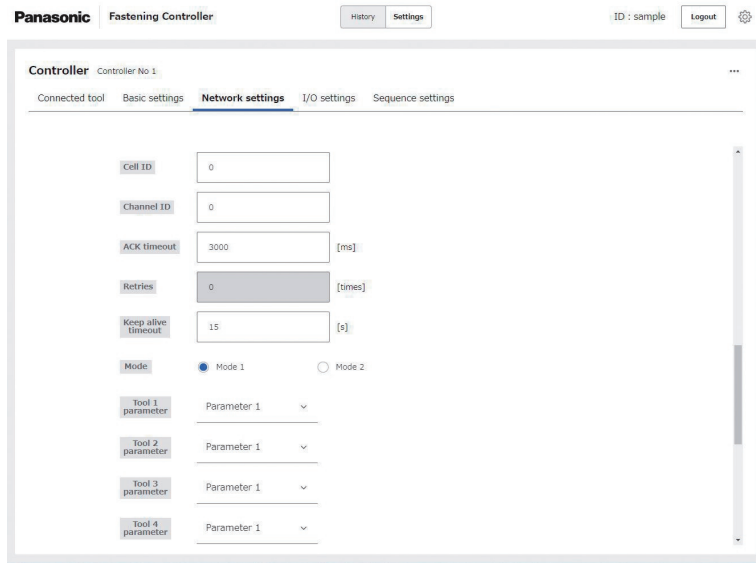 Panasonic Fastening Controller History Settings ID : sample Logout
Controller Controller No 1 ...
Connected tool Basic settings Network settings I/O settings Sequence settings
Cell ID 0
Channel ID 0
ACK timeout 3000 [ms]
Retries 0 [times]
Keep alive
timeout 15 [s]
Mode Mode 1 Mode 2
Tool 1
parameter Parameter 1
Tool 2
parameter Parameter 1
Tool 3
parameter Parameter 1
Tool 4
parameter Parameter 1